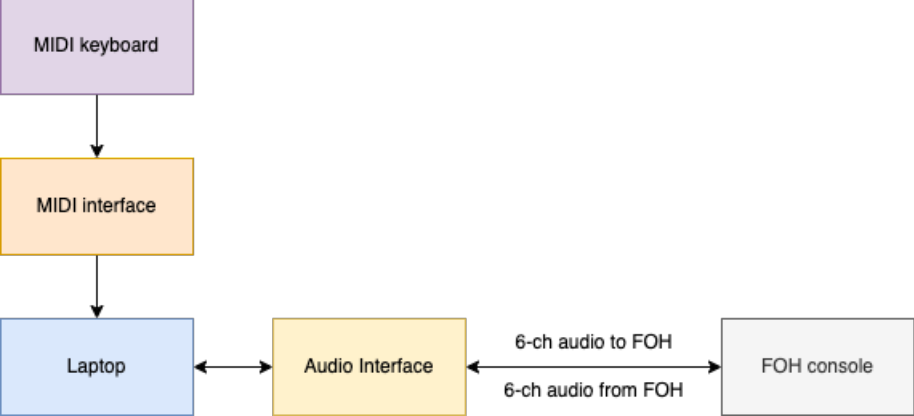 MIDI keyboard
MIDI interface
Laptop
Audio Interface
6-ch audio to FOH
6-ch audio from FOH
FOH console